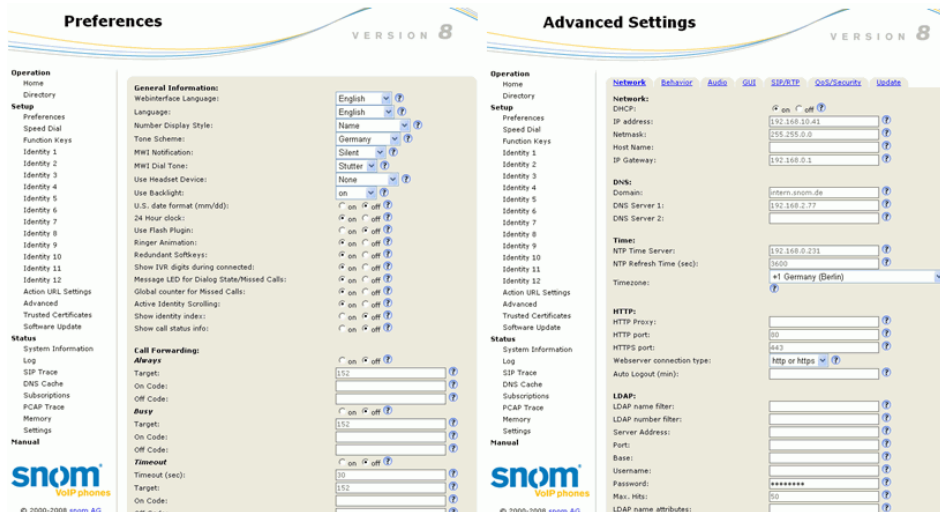 Preferences
VERSION 8
Operation
Home
Directory
Setup
Preferences
Speed Dial
Function Keys
Identity 1
Identity 2
Identity 3
Identity 4
Identity 5
Identity 6
Identity 7
Identity 8
Identity 9
Identity 10
Identity 11
Identity 12
Action URL Settings
Advanced
Trusted Certificates
Software Update
Status
System Information
Log
SIP Trace
DNS Cache
Subscriptions
PCAP Trace
Memory
Settings
Manual
snom
VoIP phones
© 2000-2008 snom AG
General Information:
Webinterface Language: English
Language: English
Number Display Style: Name
Tone Scheme: Germany
MWI Notification: Silent
MWI Dial Tone: Stutter
Use Headset Device: None
Use Backlight: on
U.S. date format (mm/dd): on off
24 Hour clock: on off
Use Flash Plugin: on off
Ringer Animation: on off
Redundant Softkeys: on off
Show IVR digits during connected: on off
Message LED for Dialog State/Missed Calls: on off
Global counter for Missed Calls: on off
Active Identity Scrolling: on off
Show identity index: on off
Show call status info: on off
Call Forwarding:
Always on off
Target: 152
On Code:
Off Code:
Busy on off
Target: 152
On Code:
Off Code:
Timeout on off
Timeout (sec): 30
Target: 152
On Code:
Off Code:
Advanced Settings
VERSION 8
Operation
Home
Directory
Setup
Preferences
Speed Dial
Function Keys
Identity 1
Identity 2
Identity 3
Identity 4
Identity 5
Identity 6
Identity 7
Identity 8
Identity 9
Identity 10
Identity 11
Identity 12
Action URL Settings
Advanced
Trusted Certificates
Software Update
Status
System Information
Log
SIP Trace
DNS Cache
Subscriptions
PCAP Trace
Memory
Settings
Manual
snom
VoIP phones
© 2000-2008 snom AG
Network Behavior Audio GUI SIP/RTP QoS/Security Update
Network:
DHCP: on off
IP address: 192.168.10.41
Netmask: 255.255.0.0
Host Name:
IP Gateway: 192.168.0.1
DNS:
Domain: intern.snom.de
DNS Server 1: 192.168.2.77
DNS Server 2:
Time:
NTP Time Server: 192.168.0.231
NTP Refresh Time (sec): 3600
Timezone: +1 Germany (Berlin)
HTTP:
HTTP Proxy:
HTTP port: 80
HTTPS port: 443
Webserver connection type: http or https
Auto Logout (min):
LDAP:
LDAP name filter:
LDAP number filter:
Server Address:
Port:
Base:
Username:
Password: ••••••••
Max. Hits: 50
LDAP name attributes: